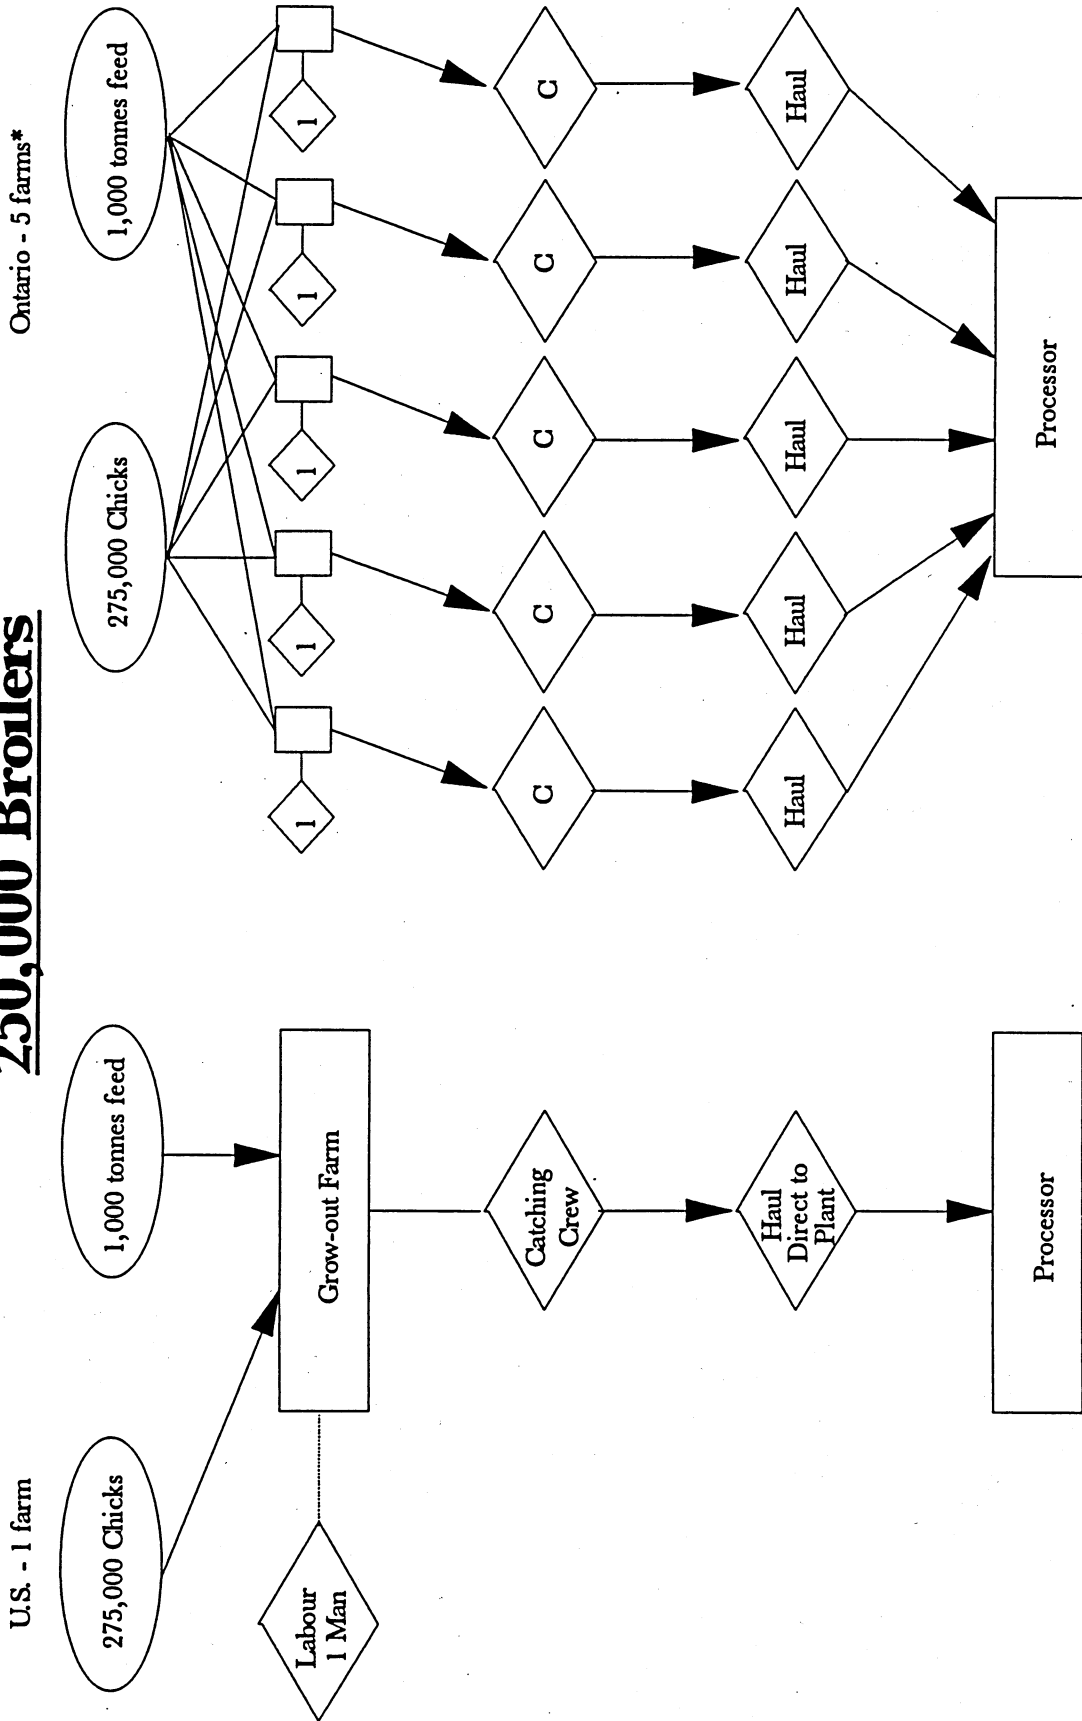 250,000 Broilers
U.S. - 1 farm
Ontario - 5 farms*
275,000 Chicks
1,000 tonnes feed
275,000 Chicks
1,000 tonnes feed
Labour
1 Man
Grow-out Farm
1
1
1
1
1
Catching
Crew
C
C
C
C
C
Haul
Direct to
Plant
Haul
Haul
Haul
Haul
Haul
Processor
Processor